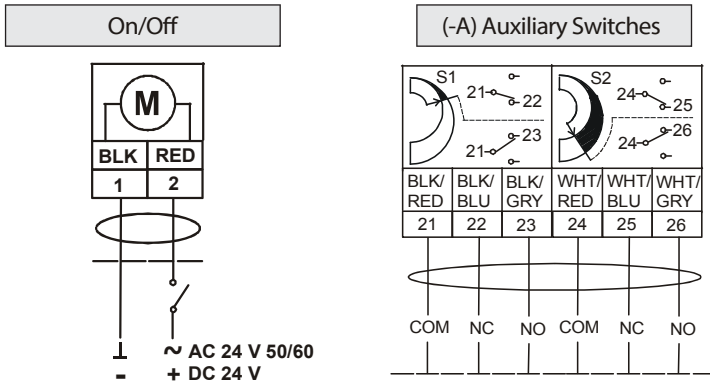 On/Off
(-A) Auxiliary Switches
M
BLK RED
1 2
~ AC 24 V 50/60
- + DC 24 V
S1
21 22
21 23
S2
24 25
24 26
BLK/ BLK/ BLK/ WHT/ WHT/ WHT/
RED BLU GRY RED BLU GRY
21 22 23 24 25 26
COM NC NO COM NC NO